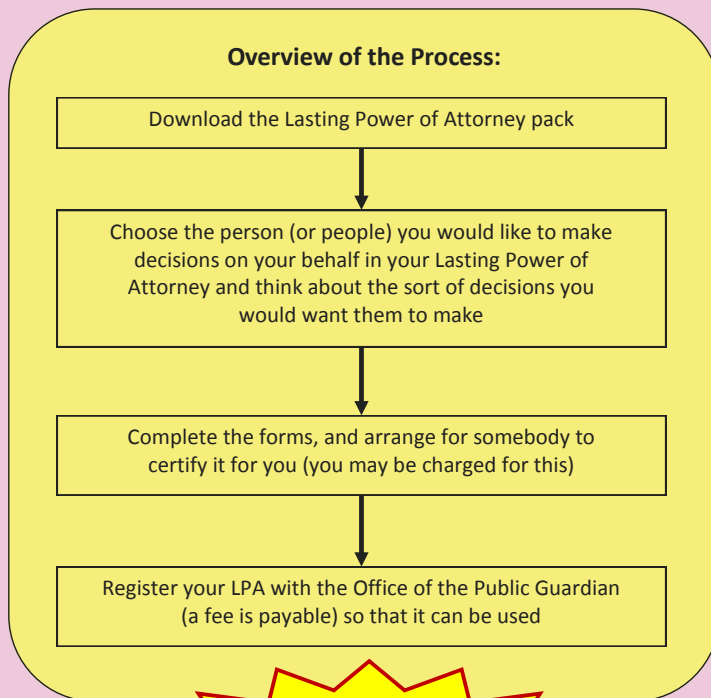 Overview of the Process:
Download the Lasting Power of Attorney pack
Choose the person (or people) you would like to make
decisions on your behalf in your Lasting Power of
Attorney and think about the sort of decisions you
would want them to make
Complete the forms, and arrange for somebody to
certify it for you (you may be charged for this)
Register your LPA with the Office of the Public Guardian
(a fee is payable) so that it can be used